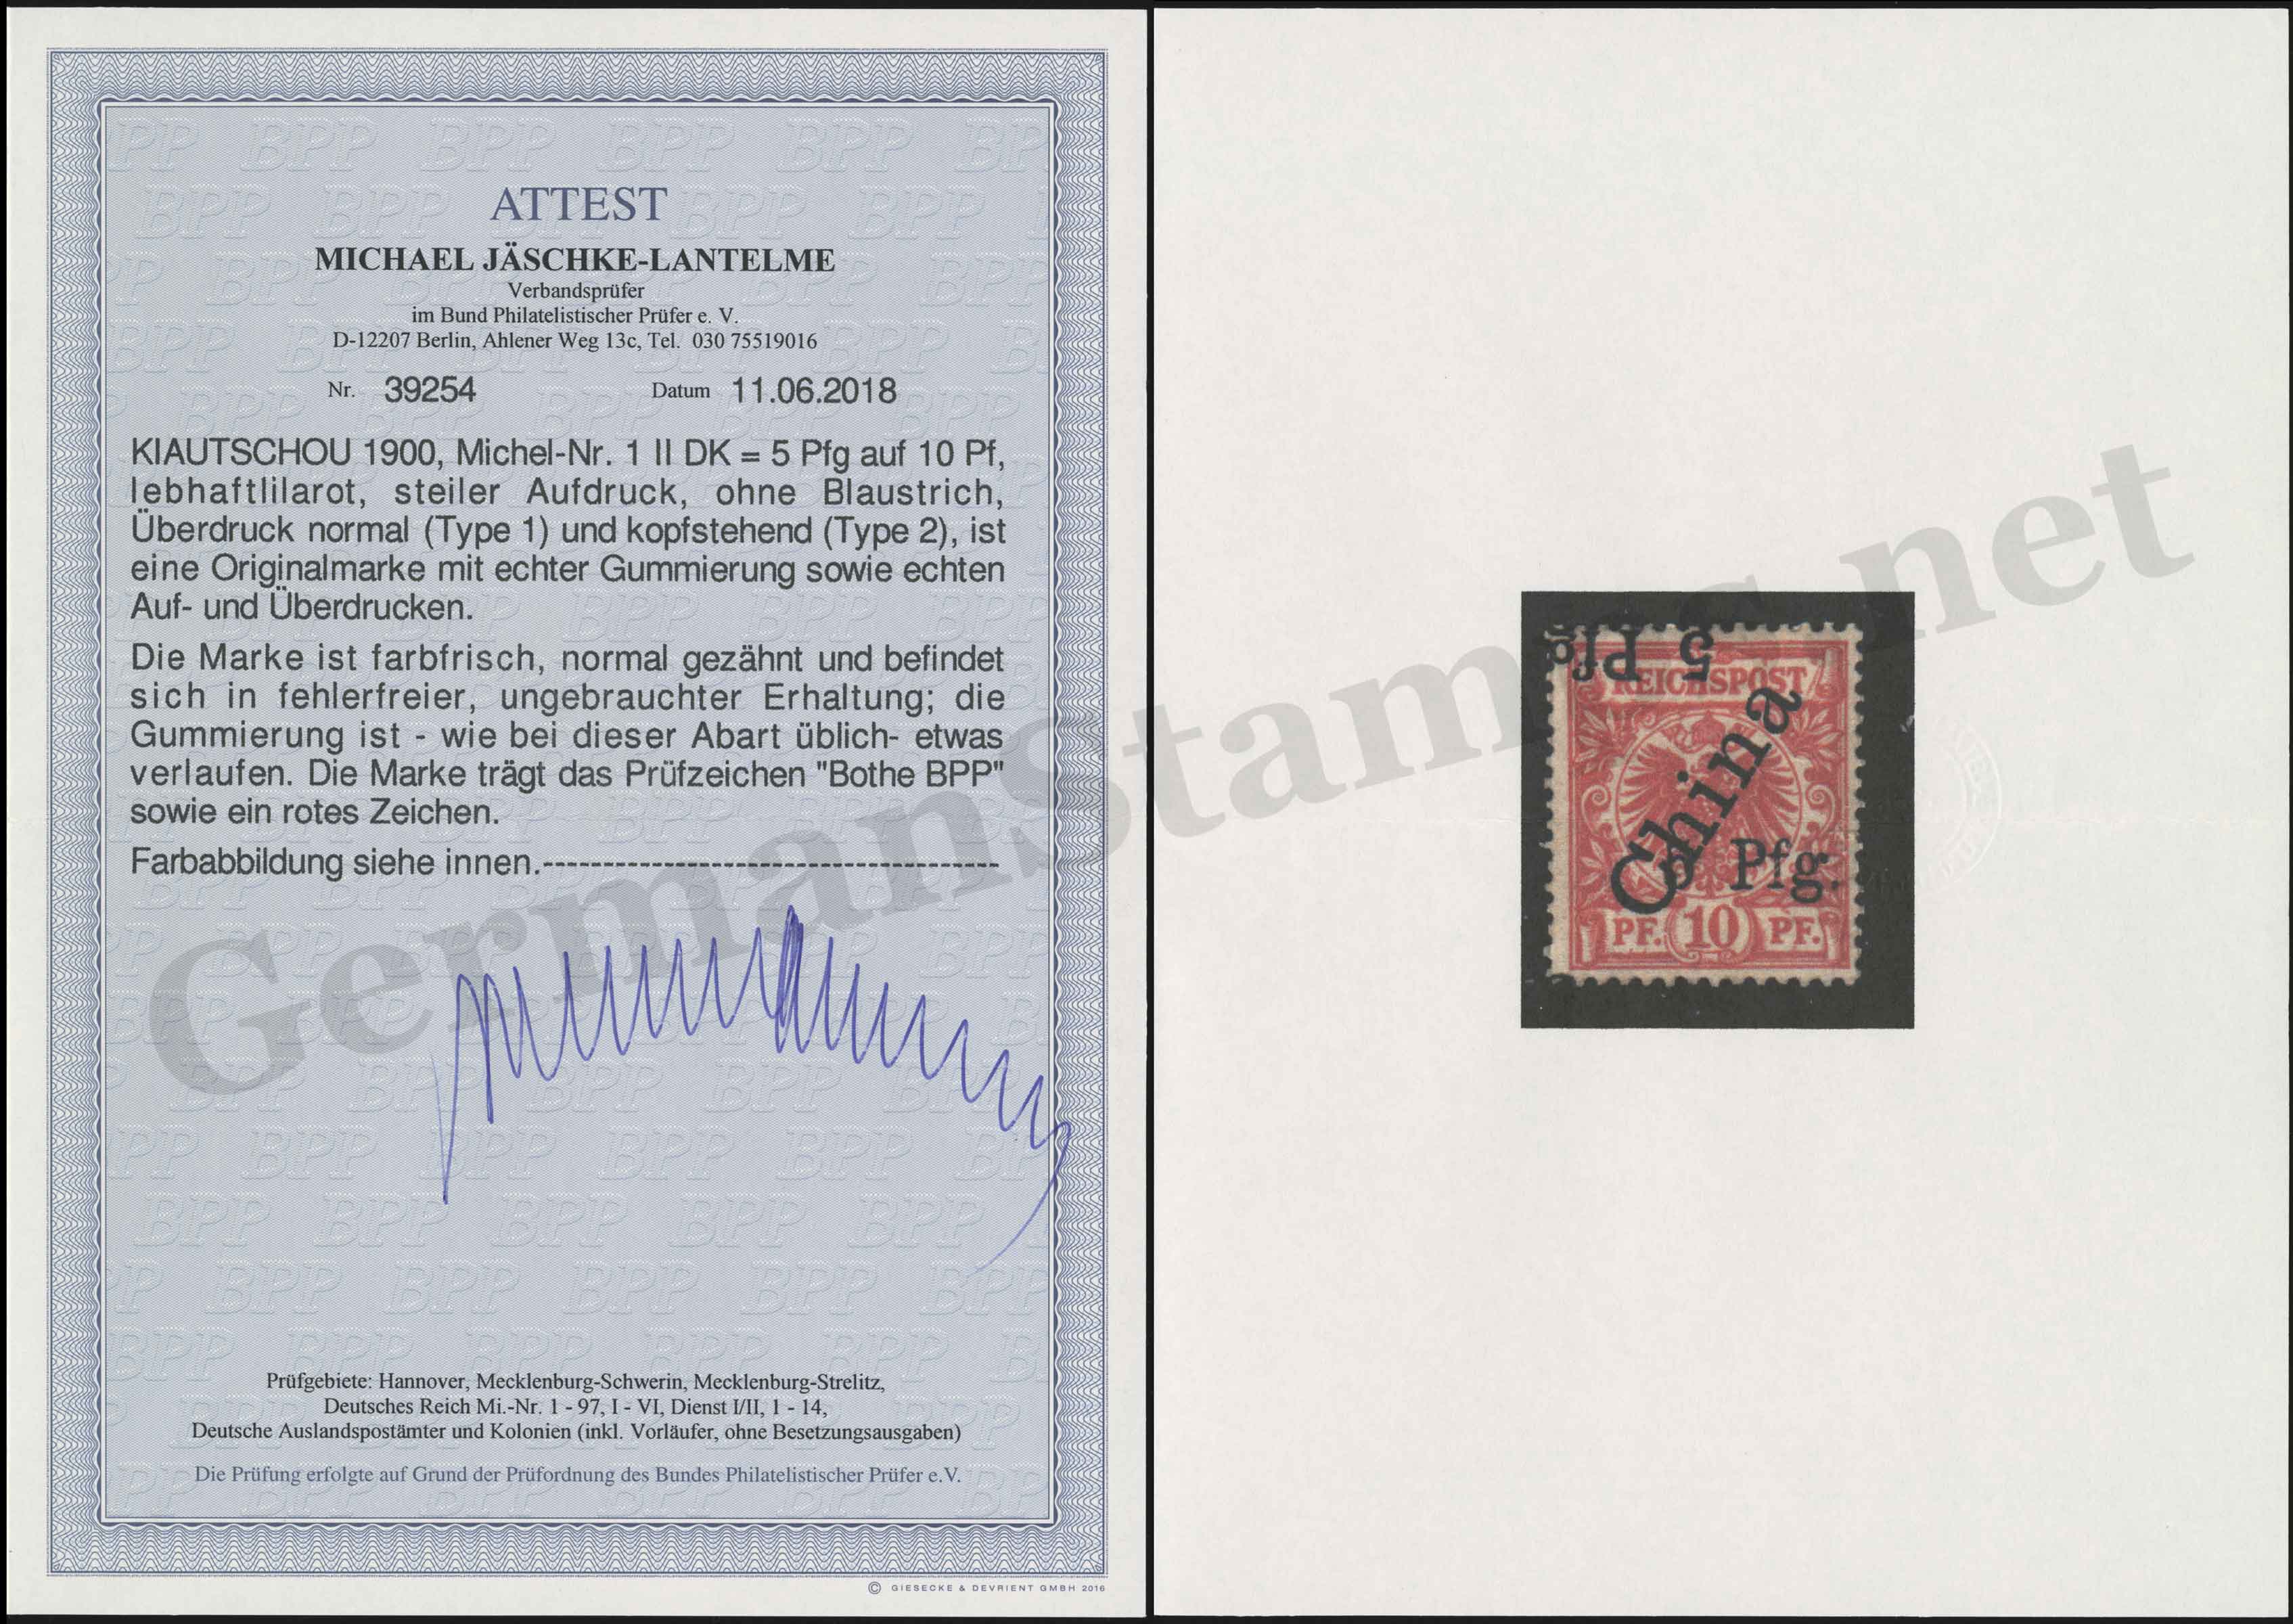 ATTEST
MICHAEL JÄSCHKE-LANTELME
Verbandsprüfer
im Bund Philatelistischer Prüfer e. V.
D-12207 Berlin, Ahlener Weg 13c, Tel. 030 75519016
Nr. 39254 Datum 11.06.2018
KIAUTSCHOU 1900, Michel-Nr. 1 II DK = 5 Pfg auf 10 Pf,
lebhaftlilarot, steiler Aufdruck, ohne Blaustrich,
Überdruck normal (Type 1) und kopfstehend (Type 2), ist
eine Originalmarke mit echter Gummierung sowie echten
Auf- und Überdrucken.
Die Marke ist farbfrisch, normal gezähnt und befindet
sich in fehlerfreier, ungebrauchter Erhaltung; die
Gummierung ist - wie bei dieser Abart üblich- etwas
verlaufen. Die Marke trägt das Prüfzeichen "Bothe BPP"
sowie ein rotes Zeichen.
Farbabbildung siehe innen.---------------------------------------
Prüfgebiete: Hannover, Mecklenburg-Schwerin, Mecklenburg-Strelitz,
Deutsches Reich Mi.-Nr. 1 - 97, I - VI, Dienst I/II, 1 - 14,
Deutsche Auslandspostämter und Kolonien (inkl. Vorläufer, ohne Besetzungsausgaben)
Die Prüfung erfolgte auf Grund der Prüfordnung des Bundes Philatelistischer Prüfer e.V.
© GIESECKE & DEVRIENT GMBH 2016
5 Pfg
REICHSPOST
China
5 Pfg.
PF. 10 PF.
GermanStamps.net